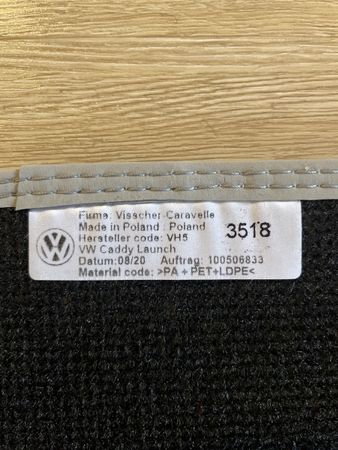 Firma: Visscher-Caravelle
Made in Poland : Poland
Hersteller code: VH5
3518
VW Caddy Launch
Datum:08/20 Auftrag: 100506833
Material code: >PA + PET+LDPE<